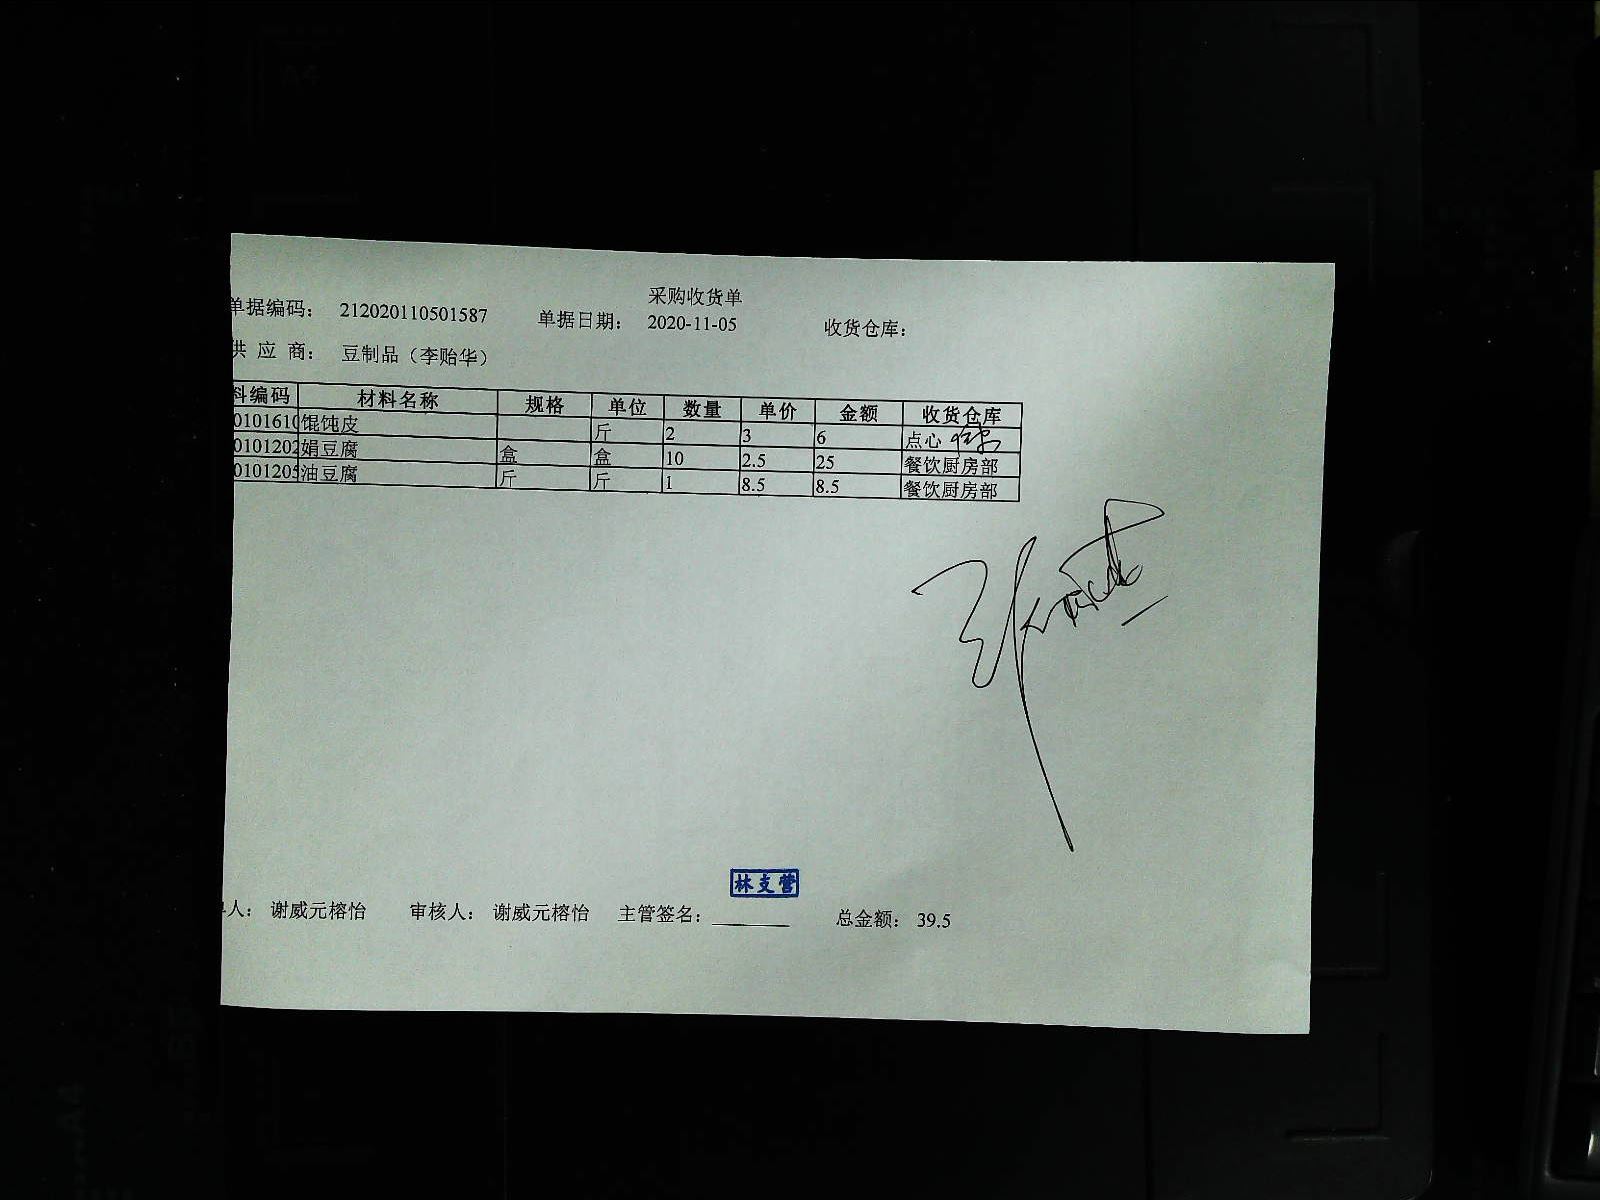 采购收货单
单据编码： 212020110501587 单据日期： 2020-11-05 收货仓库：
供 应 商： 豆制品（李贻华）
料编码 材料名称 规格 单位 数量 单价 金额 收货仓库
0101610 馄饨皮 斤 2 3 6 点心
0101202 娟豆腐 盒 盒 10 2.5 25 餐饮厨房部
0101205 油豆腐 斤 斤 1 8.5 8.5 餐饮厨房部
林支营
人： 谢威元榕怡 审核人： 谢威元榕怡 主管签名： 总金额： 39.5